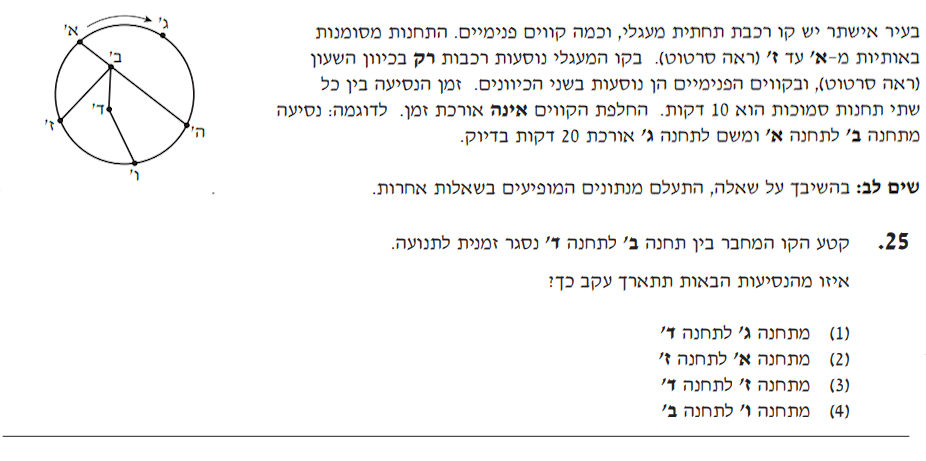 בעיר אישתר יש קו רכבת תחתית מעגלי, וכמה קווים פנימיים. התחנות מסומנות
באותיות מ-א׳ עד ז׳ (ראה סרטוט). בקו המעגלי נוסעות רכבות רק בכיוון השעון
(ראה סרטוט), ובקווים הפנימיים הן נוסעות בשני הכיוונים. זמן הנסיעה בין כל
שתי תחנות סמוכות הוא 10 דקות. החלפת הקווים אינה אורכת זמן. לדוגמה: נסיעה
מתחנה ב׳ לתחנה א׳ ומשם לתחנה ג׳ אורכת 20 דקות בדיוק.
ג׳
א׳
ב׳
ד׳
ז׳
ה׳
ו׳
שים לב: בהשיבך על שאלה, התעלם מנתונים המופיעים בשאלות אחרות.
25. קטע הקו המחבר בין תחנה ב׳ לתחנה ד׳ נסגר זמנית לתנועה.
איזו מהנסיעות הבאות תתארך עקב כך?
(1) מתחנה ג׳ לתחנה ד׳
(2) מתחנה א׳ לתחנה ז׳
(3) מתחנה ז׳ לתחנה ד׳
(4) מתחנה ו׳ לתחנה ב׳